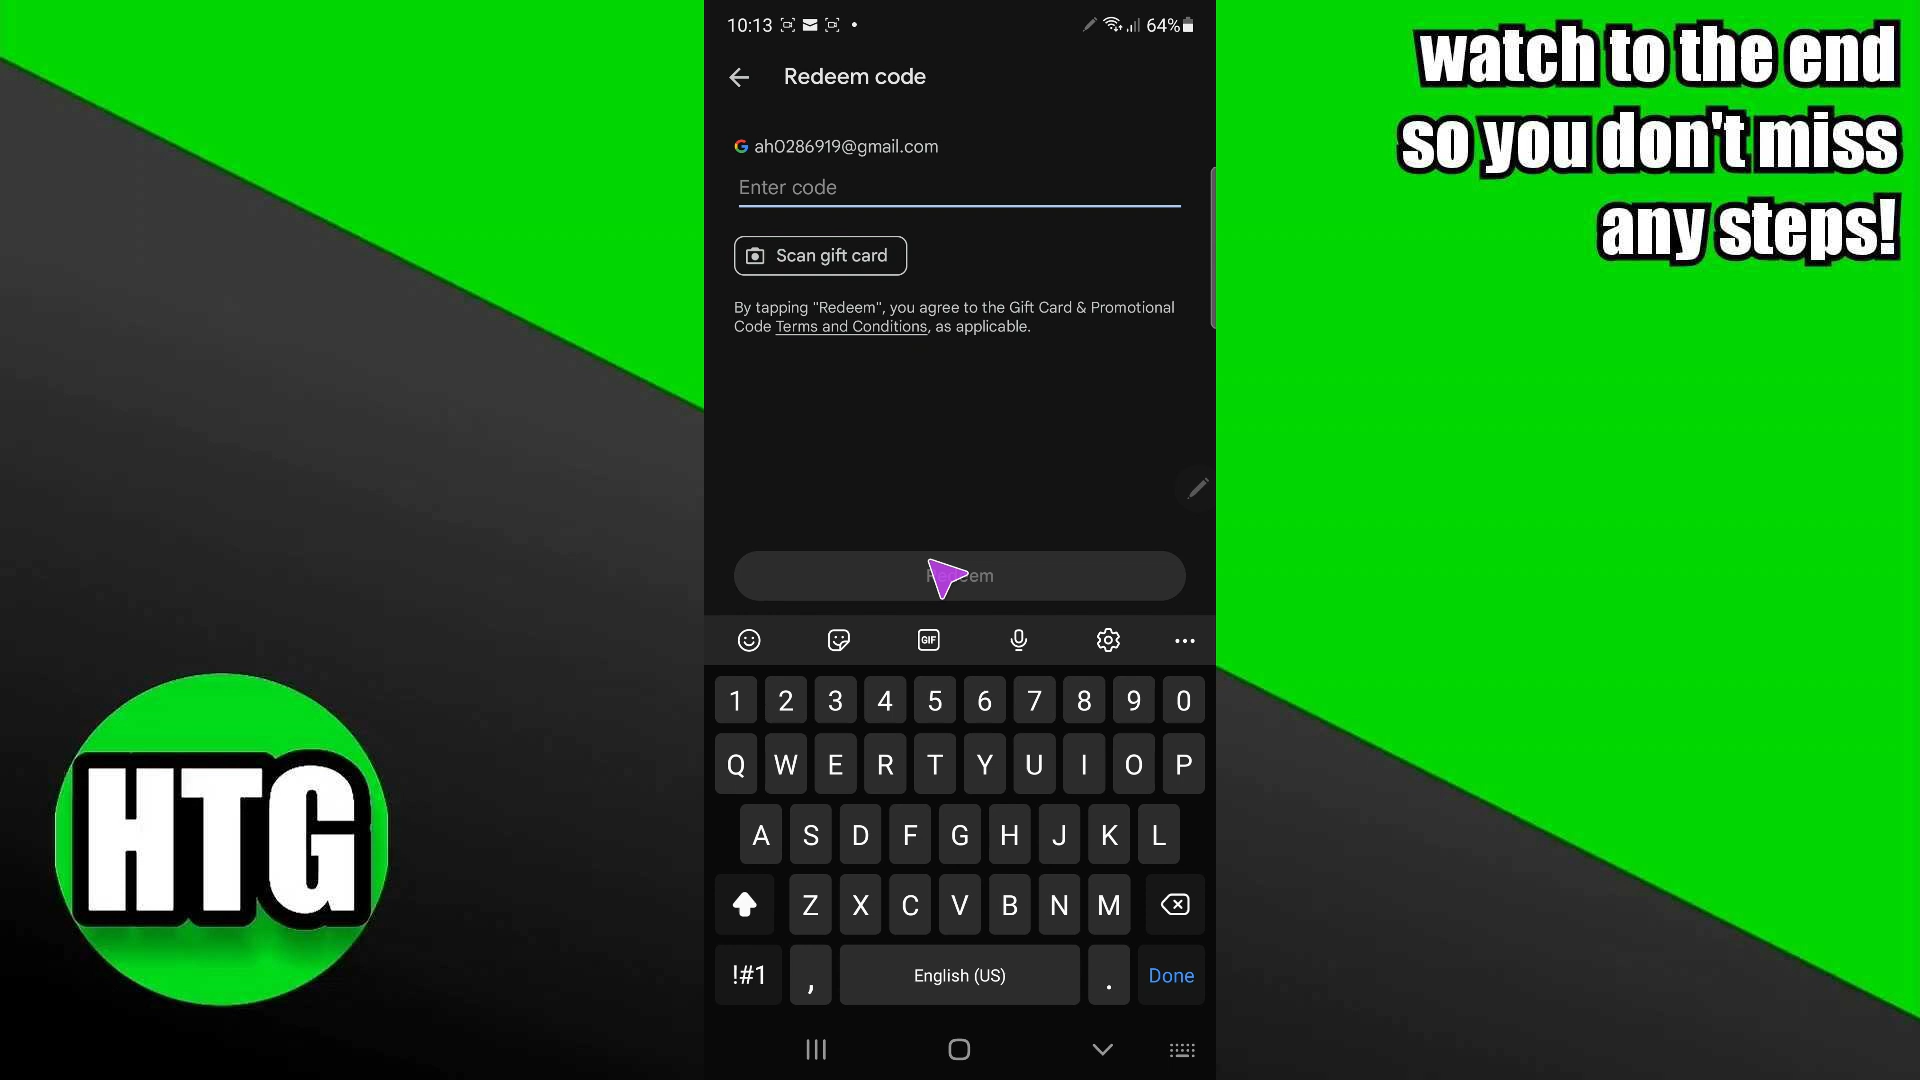 10:13
64%
Redeem code
ah0286919@gmail.com
Enter code
Scan gift card
By tapping "Redeem", you agree to the Gift Card & Promotional
Code Terms and Conditions, as applicable.
Redeem
GIF
1 2 3 4 5 6 7 8 9 0
Q W E R T Y U I O P
A S D F G H J K L
Z X C V B N M
!#1 , English (US) . Done
watch to the end
so you don't miss
any steps!
HTG